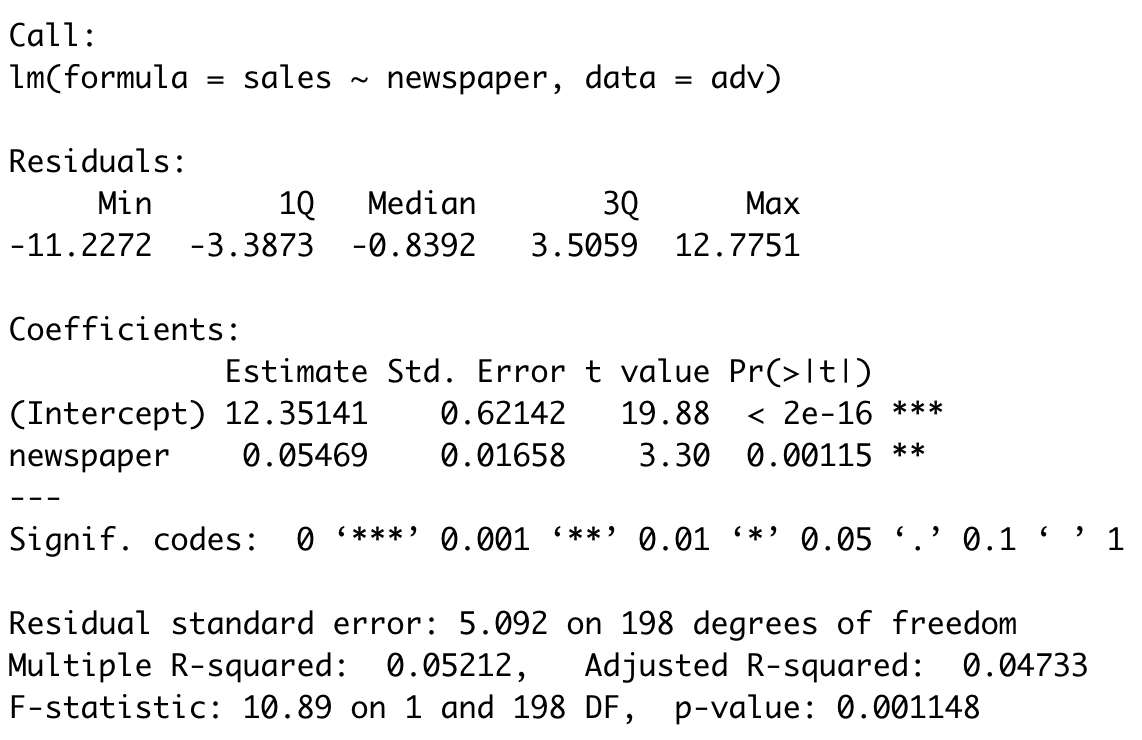 Call:
lm(formula = sales ~ newspaper, data = adv)
Residuals:
     Min       1Q   Median       3Q      Max
-11.2272  -3.3873  -0.8392   3.5059  12.7751
Coefficients:
            Estimate Std. Error t value Pr(>|t|)
(Intercept) 12.35141    0.62142   19.88  < 2e-16 ***
newspaper    0.05469    0.01658    3.30  0.00115 **
---
Signif. codes:  0 ‘***’ 0.001 ‘**’ 0.01 ‘*’ 0.05 ‘.’ 0.1 ‘ ’ 1
Residual standard error: 5.092 on 198 degrees of freedom
Multiple R-squared:  0.05212,	Adjusted R-squared:  0.04733
F-statistic: 10.89 on 1 and 198 DF,  p-value: 0.001148